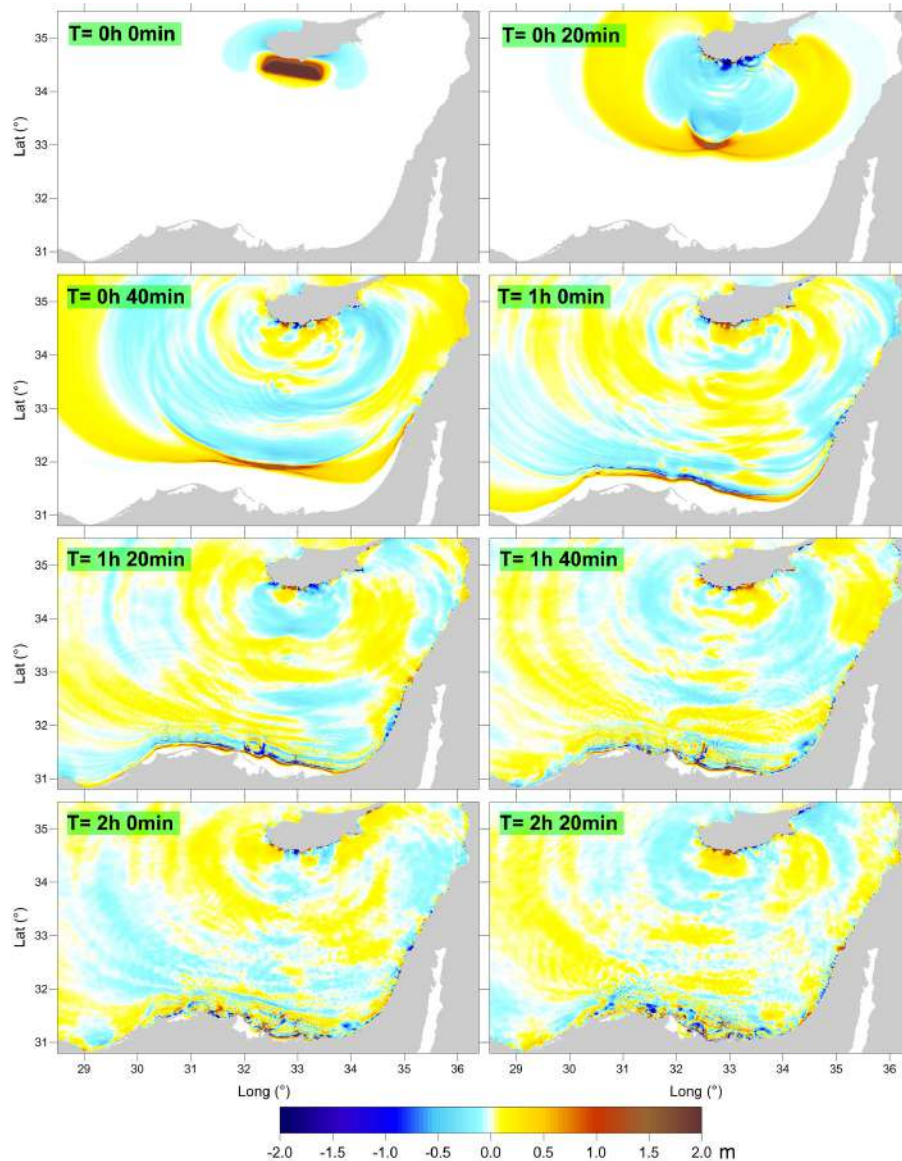 T= 0h 0min
T= 0h 20min
35
34
33
32
31
Lat (°)
T= 0h 40min
T= 1h 0min
35
34
33
32
31
Lat (°)
T= 1h 20min
T= 1h 40min
35
34
33
32
31
Lat (°)
T= 2h 0min
T= 2h 20min
35
34
33
32
31
Lat (°)
29 30 31 32 33 34 35 36 29 30 31 32 33 34 35 36
Long (°) Long (°)
-2.0 -1.5 -1.0 -0.5 0.0 0.5 1.0 1.5 2.0 m